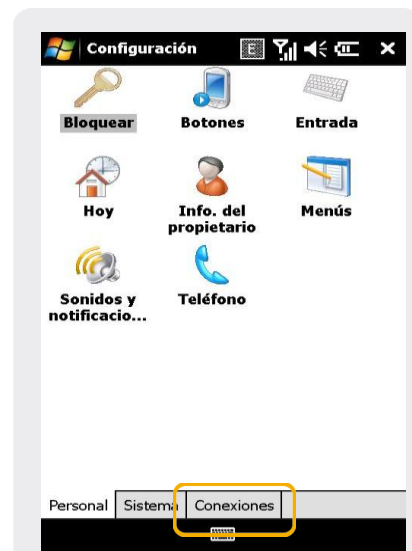 Configuración
E
Bloquear
Botones
Entrada
Hoy
Info. del
propietario
Menús
Sonidos y
notificacio...
Teléfono
Personal
Sistema
Conexiones